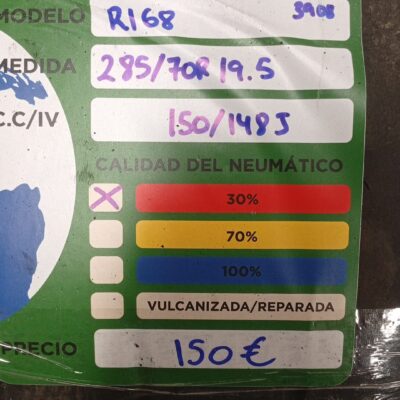 MODELO R168 3908
MEDIDA 285/70R 19.5
C.C/IV 150/148J
CALIDAD DEL NEUMÁTICO
X 30%
70%
100%
VULCANIZADA/REPARADA
PRECIO 150€